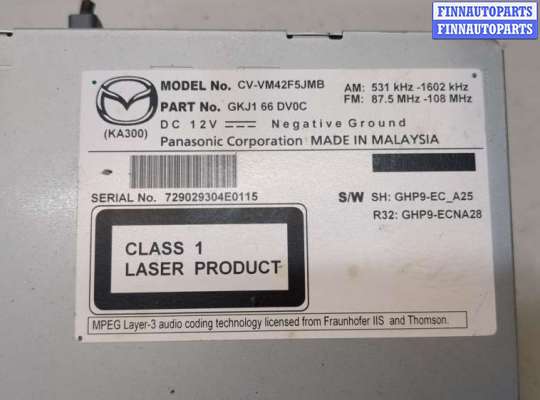 FINNAUTOPARTS
FINNAUTOPARTS
MODEL No. CV-VM42F5JMB
AM: 531 kHz -1602 kHz
PART No. GKJ1 66 DV0C
FM: 87.5 MHz -108 MHz
(KA300)
DC 12V Negative Ground
Panasonic Corporation MADE IN MALAYSIA
SERIAL No. 729029304E0115
S/W SH: GHP9-EC_A25
R32: GHP9-ECNA28
CLASS 1
LASER PRODUCT
MPEG Layer-3 audio coding technology licensed from Fraunhofer IIS and Thomson.